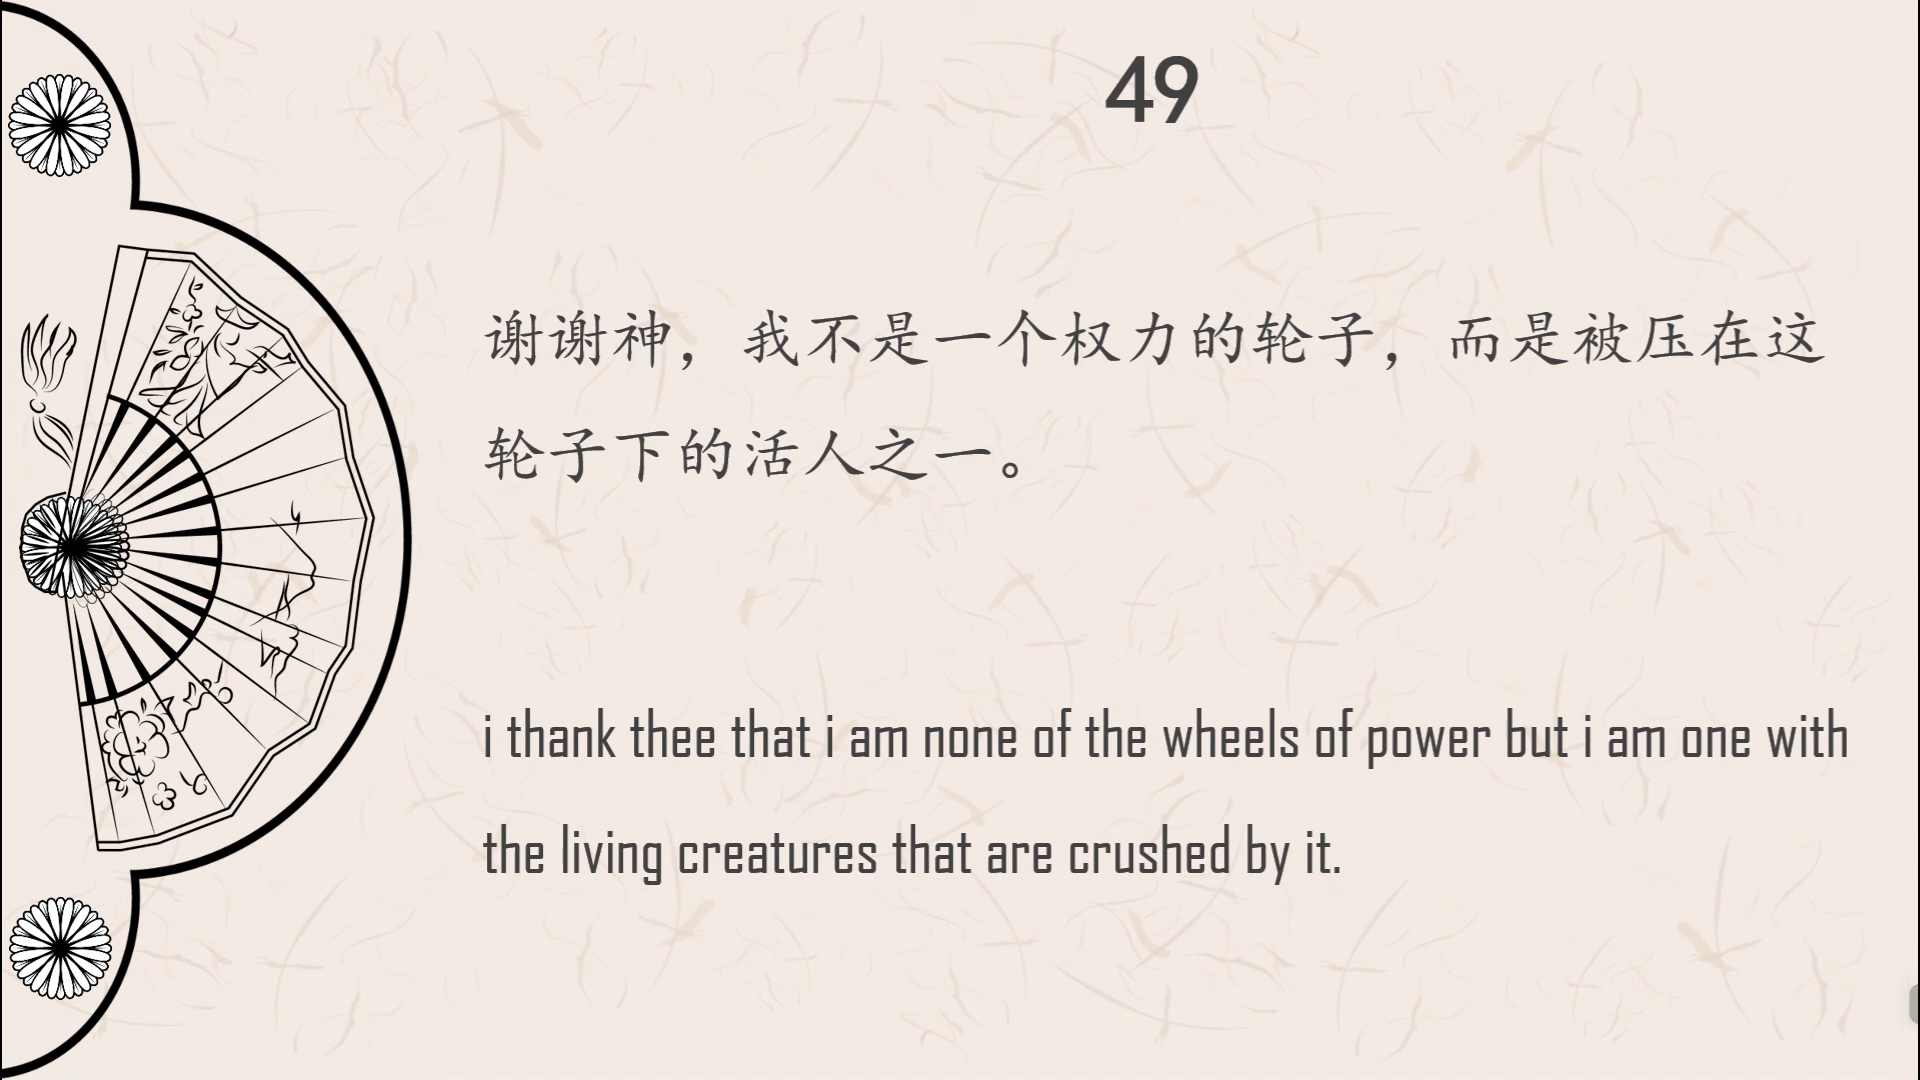 49
谢谢神，我不是一个权力的轮子，而是被压在这
轮子下的活人之一。
i thank thee that i am none of the wheels of power but i am one with
the living creatures that are crushed by it.